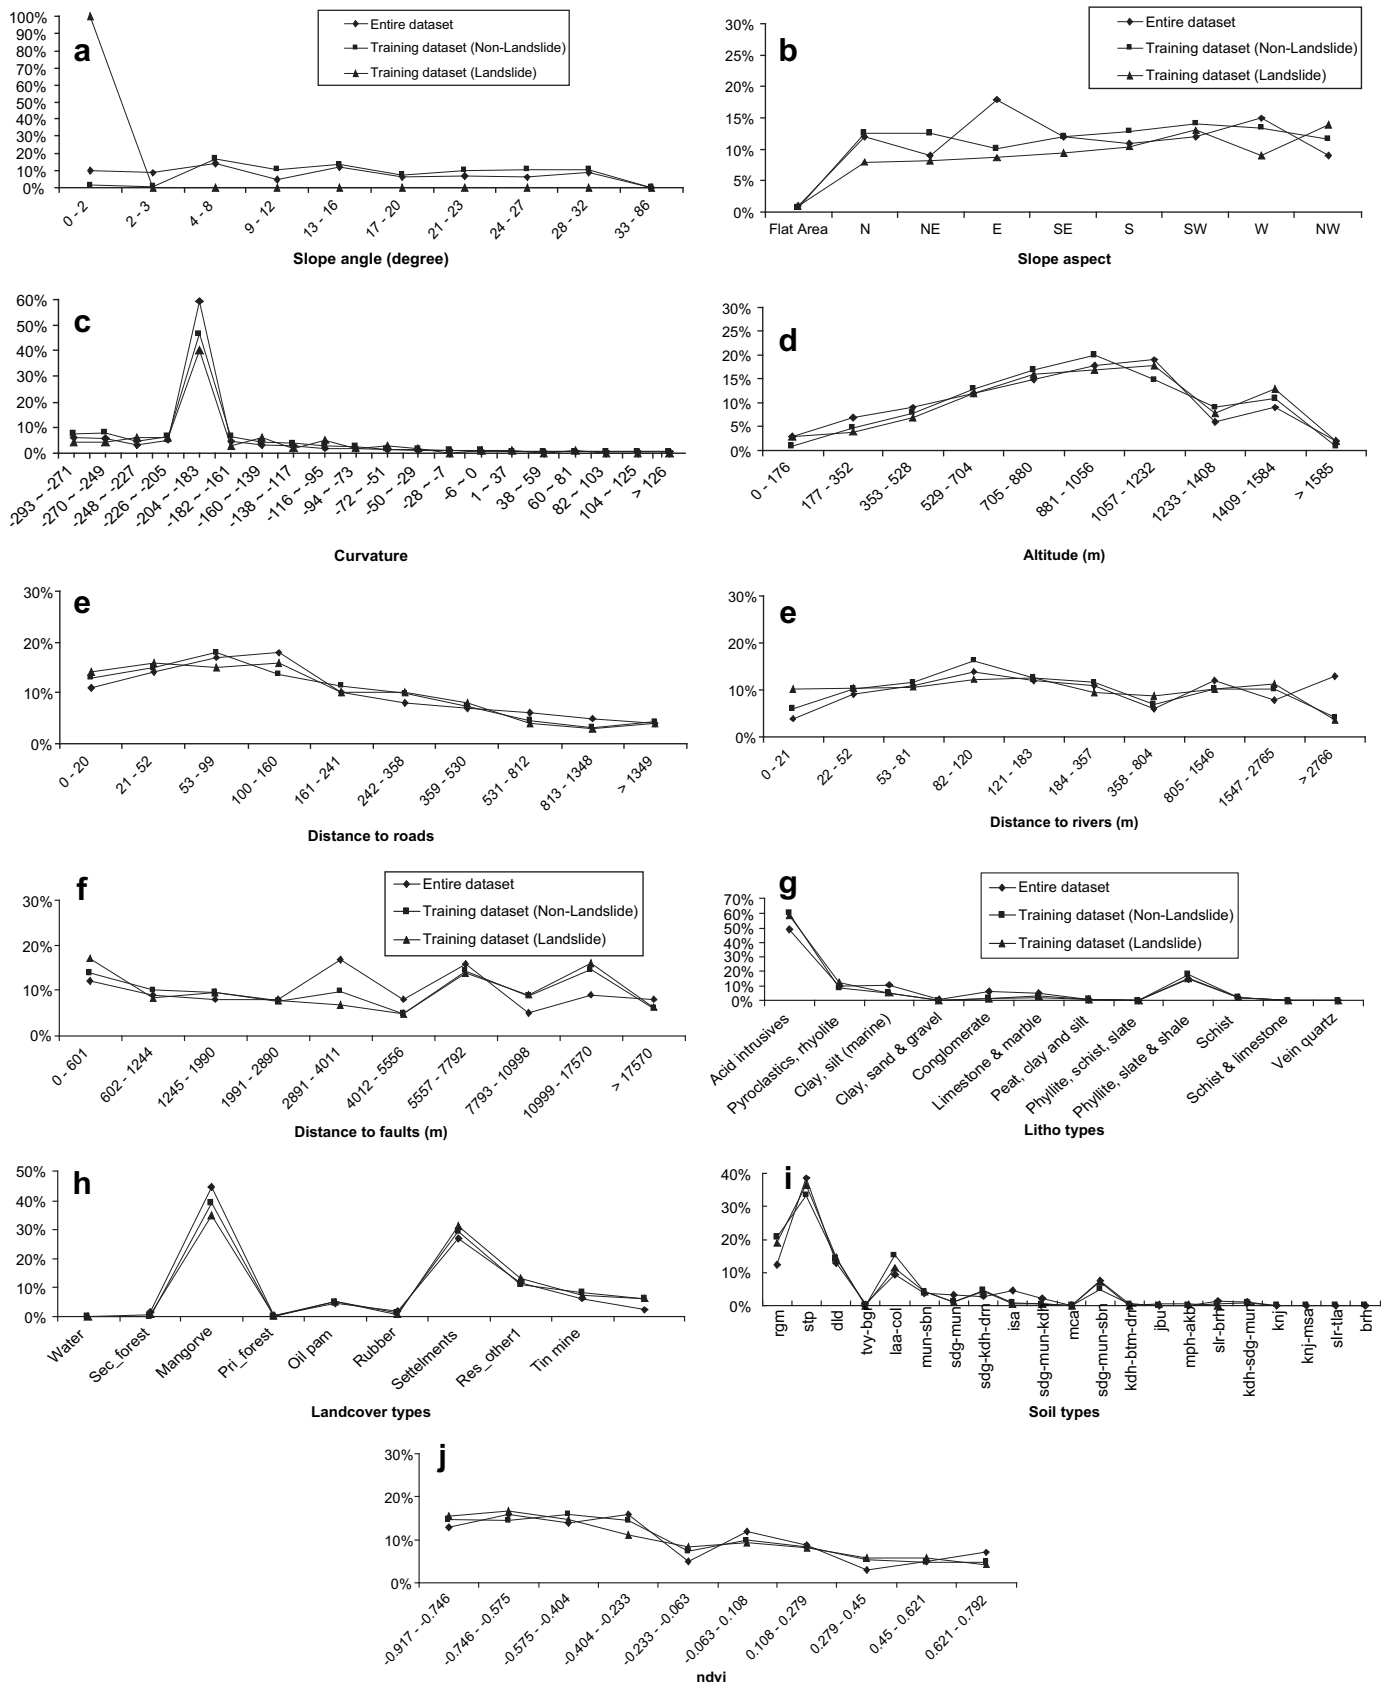 a
100%
90%
80%
70%
60%
50%
40%
30%
20%
10%
0%
Entire dataset
Training dataset (Non-Landslide)
Training dataset (Landslide)
0 - 2
2 - 3
4 - 8
9 - 12
13 - 16
17 - 20
21 - 23
24 - 27
28 - 32
33 - 86
Slope angle (degree)
b
30%
25%
20%
15%
10%
5%
0%
Entire dataset
Training dataset (Non-Landslide)
Training dataset (Landslide)
Flat Area
N
NE
E
SE
S
SW
W
NW
Slope aspect
c
60%
50%
40%
30%
20%
10%
0%
-293 ~ -271
-270 ~ -249
-248 ~ -227
-226 ~ -205
-204 ~ -183
-182 ~ -161
-160 ~ -139
-138 ~ -117
-116 ~ -95
-94 ~ -73
-72 ~ -51
-50 ~ -29
-28 ~ -7
-6 ~ 0
1 ~ 37
38 ~ 59
60 ~ 81
82 ~ 103
104 ~ 125
> 126
Curvature
d
30%
25%
20%
15%
10%
5%
0%
0 - 176
177 - 352
353 - 528
529 - 704
705 - 880
881 - 1056
1057 - 1232
1233 - 1408
1409 - 1584
> 1585
Altitude (m)
e
30%
20%
10%
0%
0 - 20
21 - 52
53 - 99
100 - 160
161 -241
242 - 358
359 - 530
531 - 812
813 - 1348
> 1349
Distance to roads
e
30%
20%
10%
0%
0 - 21
22 - 52
53 - 81
82 - 120
121 - 183
184 - 357
358 - 804
805 - 1546
1547 - 2765
> 2766
Distance to rivers (m)
f
30%
20%
10%
0%
Entire dataset
Training dataset (Non-Landslide)
Training dataset (Landslide)
0 - 601
602 - 1244
1245 - 1990
1991 - 2890
2891 - 4011
4012 - 5556
5557 - 7792
7793 - 10998
10999 - 17570
> 17570
Distance to faults (m)
g
70%
60%
50%
40%
30%
20%
10%
0%
Entire dataset
Training dataset (Non-Landslide)
Training dataset (Landslide)
Acid intrusives
Pyroclastics, rhyolite
Clay, silt (marine)
Clay, sand & gravel
Conglomerate
Limestone & marble
Peat, clay and silt
Phyllite, schist, slate
Phyllite, slate & shale
Schist
Schist & limestone
Vein quartz
Litho types
h
50%
40%
30%
20%
10%
0%
Water
Sec_forest
Mangorve
Pri_forest
Oil pam
Rubber
Settelments
Res_other1
Tin mine
Landcover types
i
40%
30%
20%
10%
0%
rgm
stp
dld
tvy-bgr
laaa-col
mun-sbn
sdg-mun
sdg-kdh-drn
isa
sdg-mun-kdh
mca
sdg-mun-sbn
kdh-btm-drn
jbu
mph-akb
slr-brh
kdh-sdg-mun
knj
knj-msa
slr-tla
brh
Soil types
j
30%
20%
10%
0%
-0.917 - -0.746
-0.746 - -0.575
-0.575 - -0.404
-0.404 - -0.233
-0.233 - -0.063
-0.063 - 0.108
0.108 - 0.279
0.279 - 0.45
0.45 - 0.621
0.621 - 0.792
ndvi